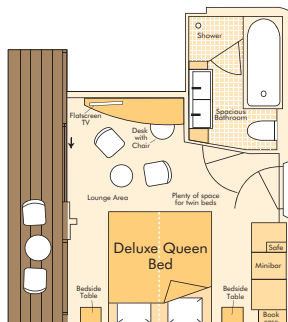 Shower
Spacious
Bathroom
Flatscreen
TV
Desk
with
Chair
Lounge Area
Plenty of space
for twin beds
Deluxe Queen
Bed
Safe
Minibar
Bedside
Table
Bedside
Table
Book